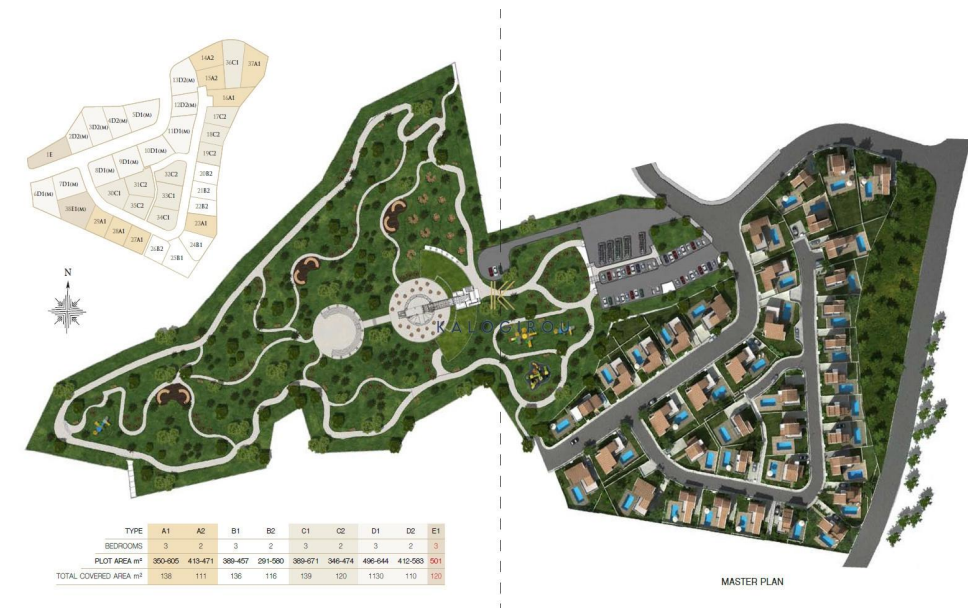 14A2
36C1
37A1
15A2
13D2(M)
16A1
12D2(M)
17C2
5D1(M)
4D2(M)
3D2(M)
2D2(M)
11D1(M)
18C2
10D1(M)
19C2
1E
9D1(M)
8D1(M)
32C2
20B2
7D1(M)
31C2
6D1(M)
30C1
33C1
21B2
35C2
22B2
38E1(M)
34C1
29A1
23A1
28A1
27A1
24B1
26B2
25B1
N
KALOGIROU
TYPE A1 A2 B1 B2 C1 C2 D1 D2 E1
BEDROOMS 3 2 3 2 3 2 3 2 3
PLOT AREA m² 350-605 413-471 389-457 291-580 389-671 346-474 496-644 412-583 501
TOTAL COVERED AREA m² 138 111 136 116 139 120 1130 110 120
MASTER PLAN